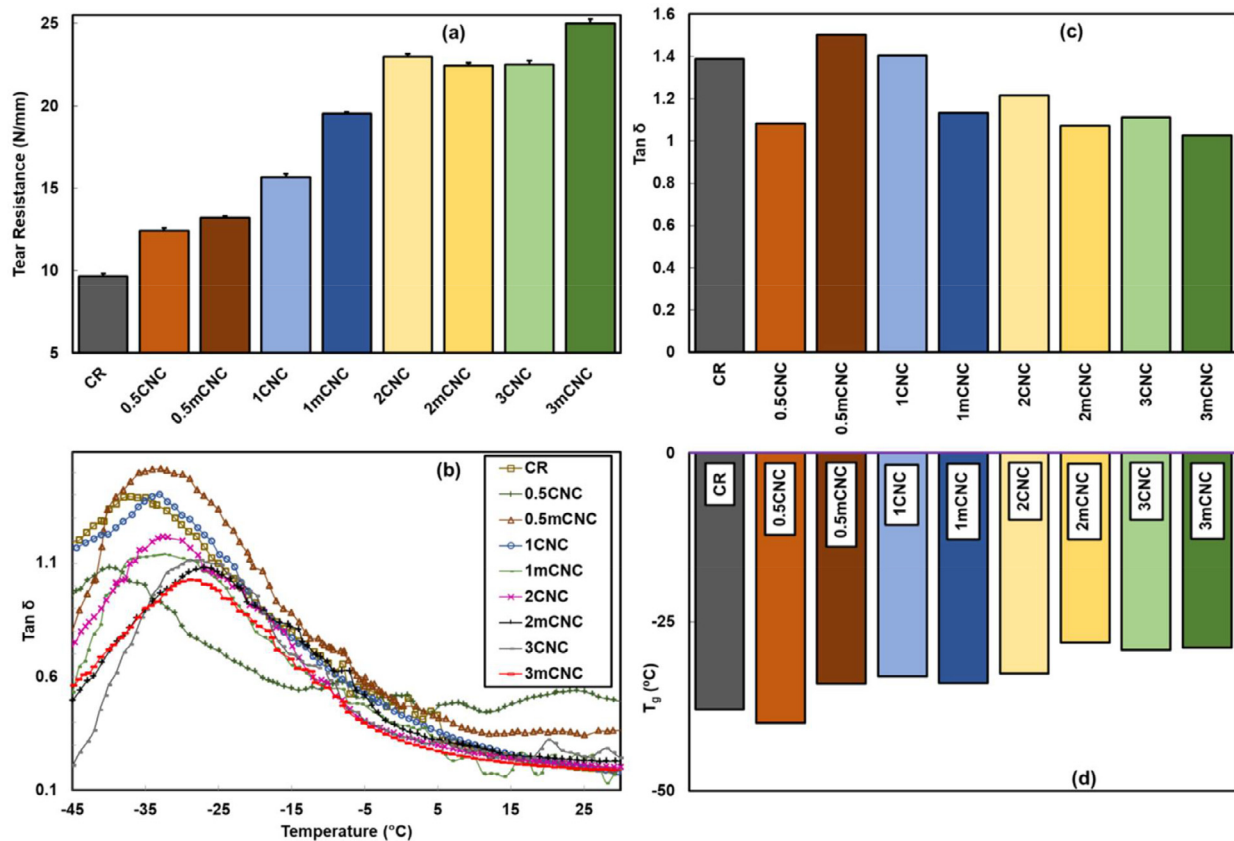 (a)
Tear Resistance (N/mm)
25
20
15
10
5
CR
0.5CNC
0.5mCNC
1CNC
1mCNC
2CNC
2mCNC
3CNC
3mCNC
(c)
Tan δ
1.6
1.4
1.2
1
0.8
0.6
0.4
0.2
0
CR
0.5CNC
0.5mCNC
1CNC
1mCNC
2CNC
2mCNC
3CNC
3mCNC
(b)
Tan δ
1.1
0.6
0.1
-45
-35
-25
-15
-5
5
15
25
Temperature (°C)
CR
0.5CNC
0.5mCNC
1CNC
1mCNC
2CNC
2mCNC
3CNC
3mCNC
(d)
Tg (°C)
0
-25
-50
CR
0.5CNC
0.5mCNC
1CNC
1mCNC
2CNC
2mCNC
3CNC
3mCNC